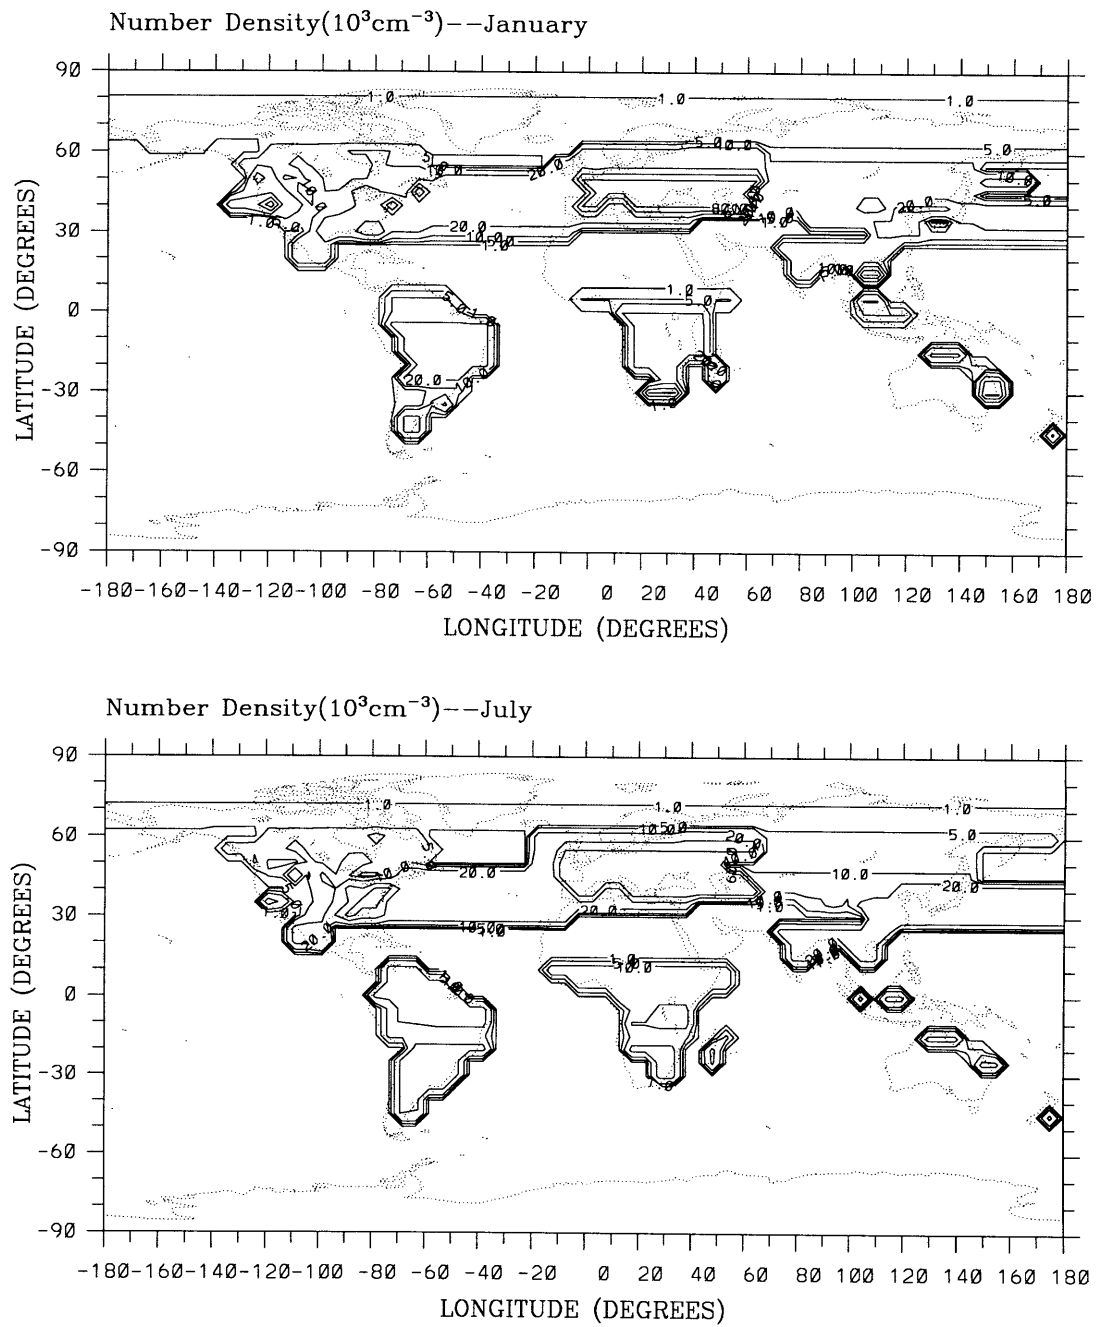 Number Density(10³cm⁻³)--January
90
60
30
0
-30
-60
-90
LATITUDE (DEGREES)
1.0 1.0 1.0
5.0 5.0
20.0 10.0
20.0
20.0
1.0
5.0
20.0
-180 -160 -140 -120 -100 -80 -60 -40 -20 0 20 40 60 80 100 120 140 160 180
LONGITUDE (DEGREES)
Number Density(10³cm⁻³)--July
90
60
30
0
-30
-60
-90
LATITUDE (DEGREES)
1.0 1.0 1.0
5.0
20.0
20.0 10.0
20.0
20.0
1.0
-180 -160 -140 -120 -100 -80 -60 -40 -20 0 20 40 60 80 100 120 140 160 180
LONGITUDE (DEGREES)